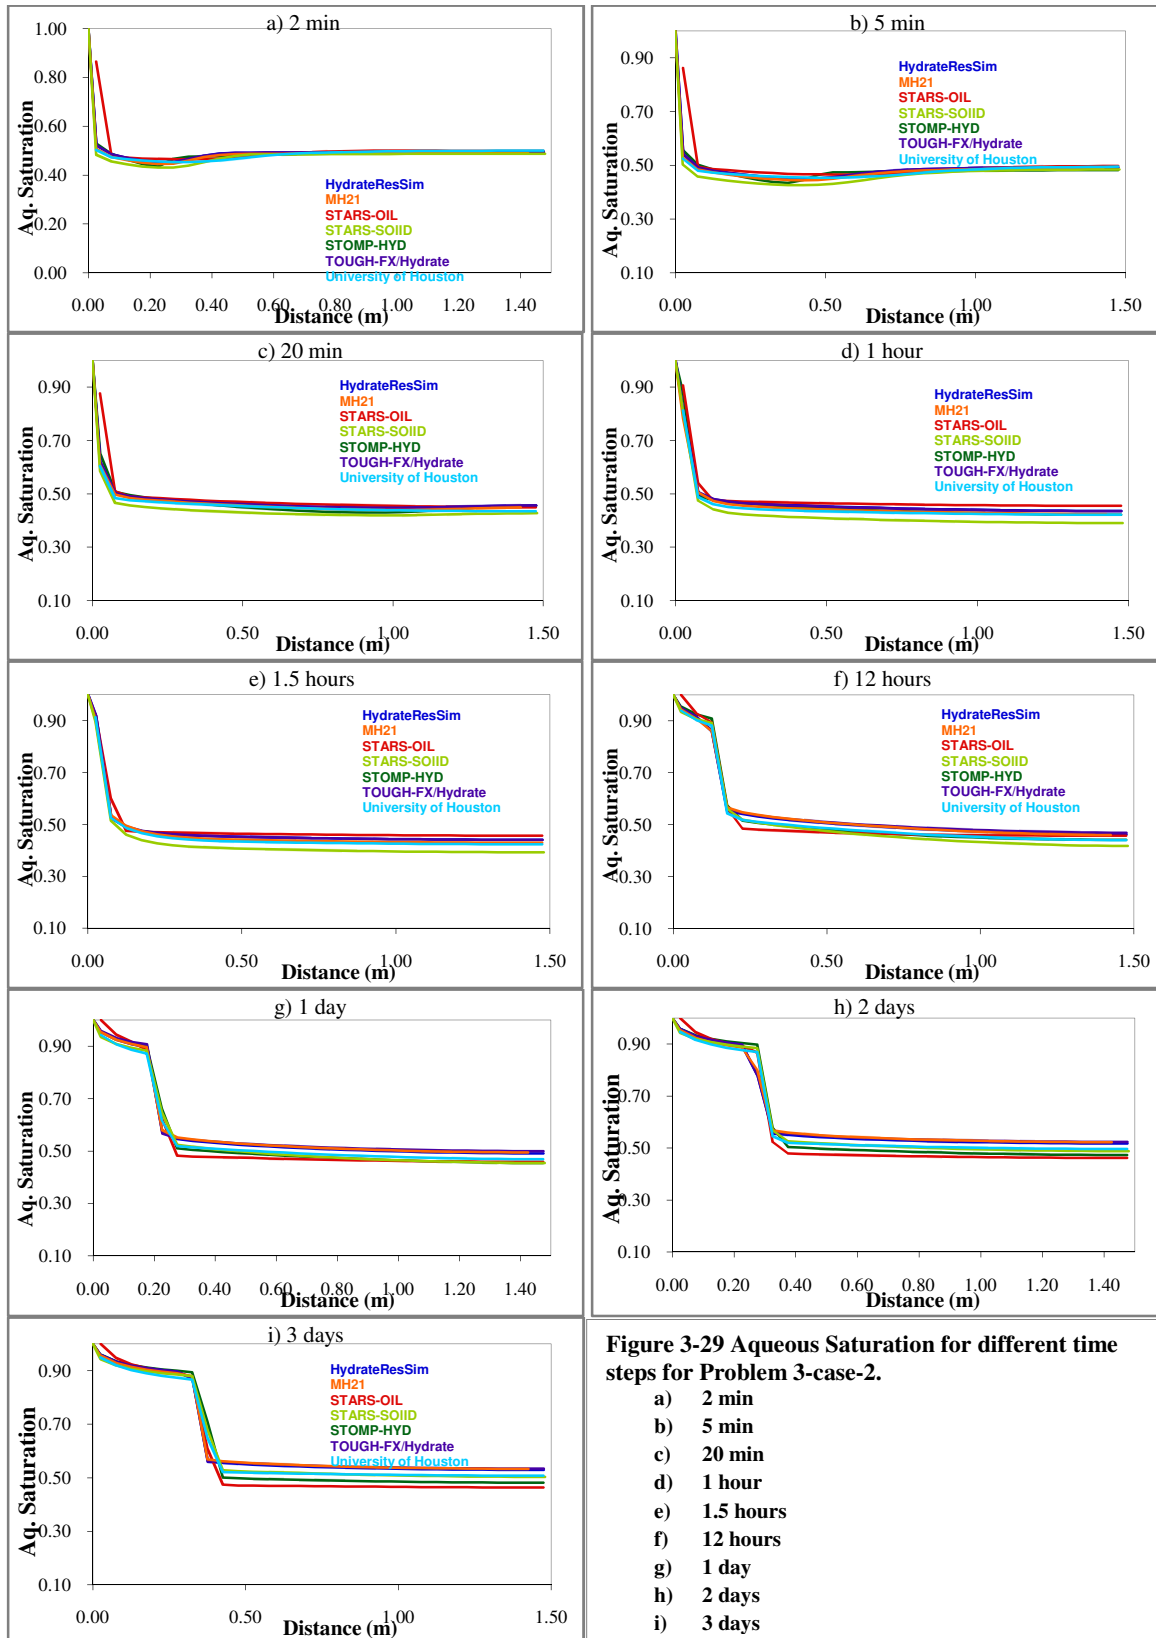 a) 2 min
1.00
0.80
0.60
0.40
0.20
0.00
Aq. Saturation
HydrateResSim
MH21
STARS-OIL
STARS-SOIID
STOMP-HYD
TOUGH-FX/Hydrate
University of Houston
0.00 0.20 0.40 0.60 0.80 1.00 1.20 1.40
Distance (m)
b) 5 min
0.90
0.70
0.50
0.30
0.10
Aq. Saturation
HydrateResSim
MH21
STARS-OIL
STARS-SOIID
STOMP-HYD
TOUGH-FX/Hydrate
University of Houston
0.00 0.50 1.00 1.50
Distance (m)
c) 20 min
0.90
0.70
0.50
0.30
0.10
Aq. Saturation
HydrateResSim
MH21
STARS-OIL
STARS-SOIID
STOMP-HYD
TOUGH-FX/Hydrate
University of Houston
0.00 0.50 1.00 1.50
Distance (m)
d) 1 hour
0.90
0.70
0.50
0.30
0.10
Aq. Saturation
HydrateResSim
MH21
STARS-OIL
STARS-SOIID
STOMP-HYD
TOUGH-FX/Hydrate
University of Houston
0.00 0.50 1.00 1.50
Distance (m)
e) 1.5 hours
0.90
0.70
0.50
0.30
0.10
Aq. Saturation
HydrateResSim
MH21
STARS-OIL
STARS-SOIID
STOMP-HYD
TOUGH-FX/Hydrate
University of Houston
0.00 0.50 1.00 1.50
Distance (m)
f) 12 hours
0.90
0.70
0.50
0.30
0.10
Aq. Saturation
HydrateResSim
MH21
STARS-OIL
STARS-SOIID
STOMP-HYD
TOUGH-FX/Hydrate
University of Houston
0.00 0.50 1.00 1.50
Distance (m)
g) 1 day
0.90
0.70
0.50
0.30
0.10
Aq. Saturation
0.00 0.20 0.40 0.60 0.80 1.00 1.20 1.40
Distance (m)
h) 2 days
0.90
0.70
0.50
0.30
0.10
Aq. Saturation
0.00 0.20 0.40 0.60 0.80 1.00 1.20 1.40
Distance (m)
i) 3 days
0.90
0.70
0.50
0.30
0.10
Aq. Saturation
HydrateResSim
MH21
STARS-OIL
STARS-SOIID
STOMP-HYD
TOUGH-FX/Hydrate
University of Houston
0.00 0.50 1.00 1.50
Distance (m)
Figure 3-29 Aqueous Saturation for different time
steps for Problem 3-case-2.
a) 2 min
b) 5 min
c) 20 min
d) 1 hour
e) 1.5 hours
f) 12 hours
g) 1 day
h) 2 days
i) 3 days